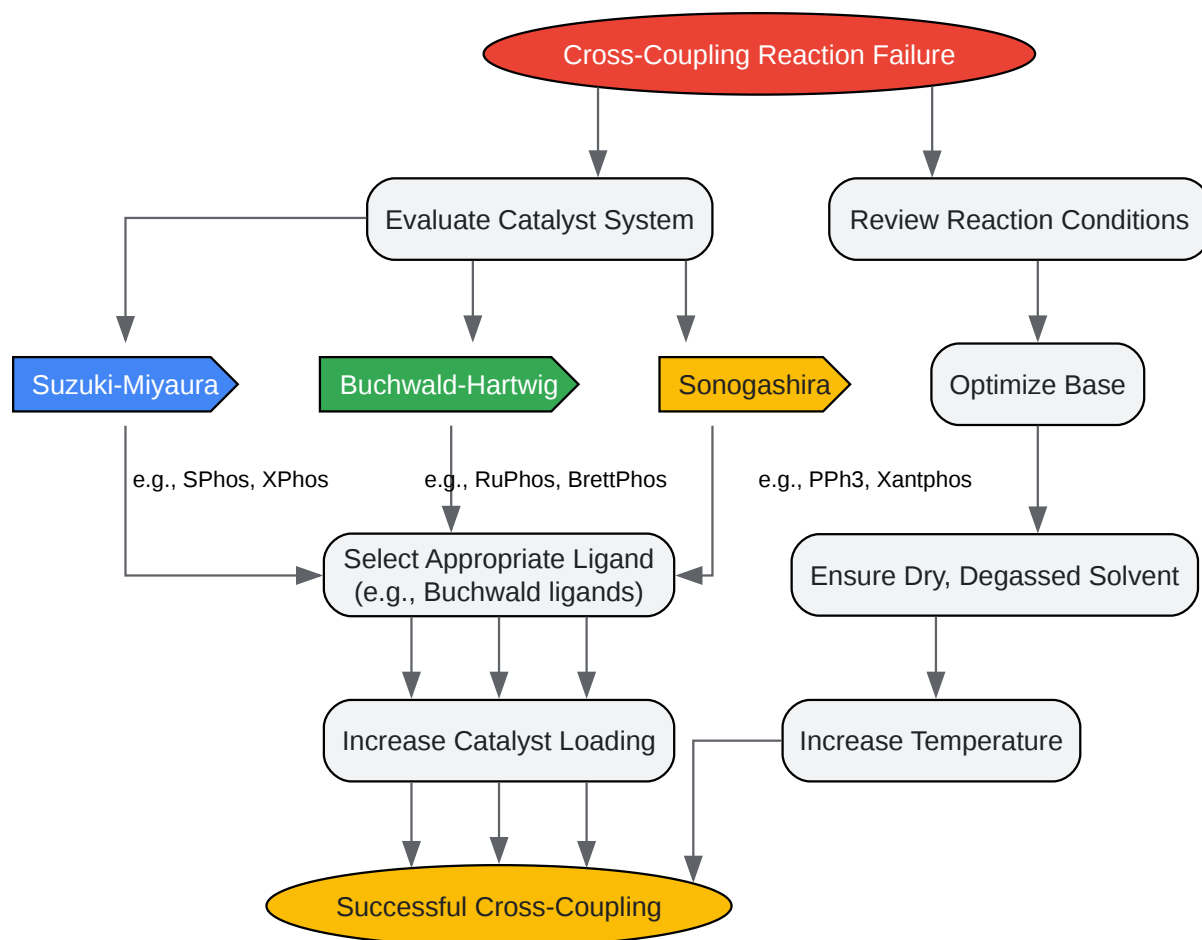 Cross-Coupling Reaction Failure
Evaluate Catalyst System
Review Reaction Conditions
Suzuki-Miyaura
Buchwald-Hartwig
Sonogashira
Optimize Base
e.g., SPhos, XPhos
e.g., RuPhos, BrettPhos
e.g., PPh3, Xantphos
Select Appropriate Ligand
(e.g., Buchwald ligands)
Ensure Dry, Degassed Solvent
Increase Catalyst Loading
Increase Temperature
Successful Cross-Coupling